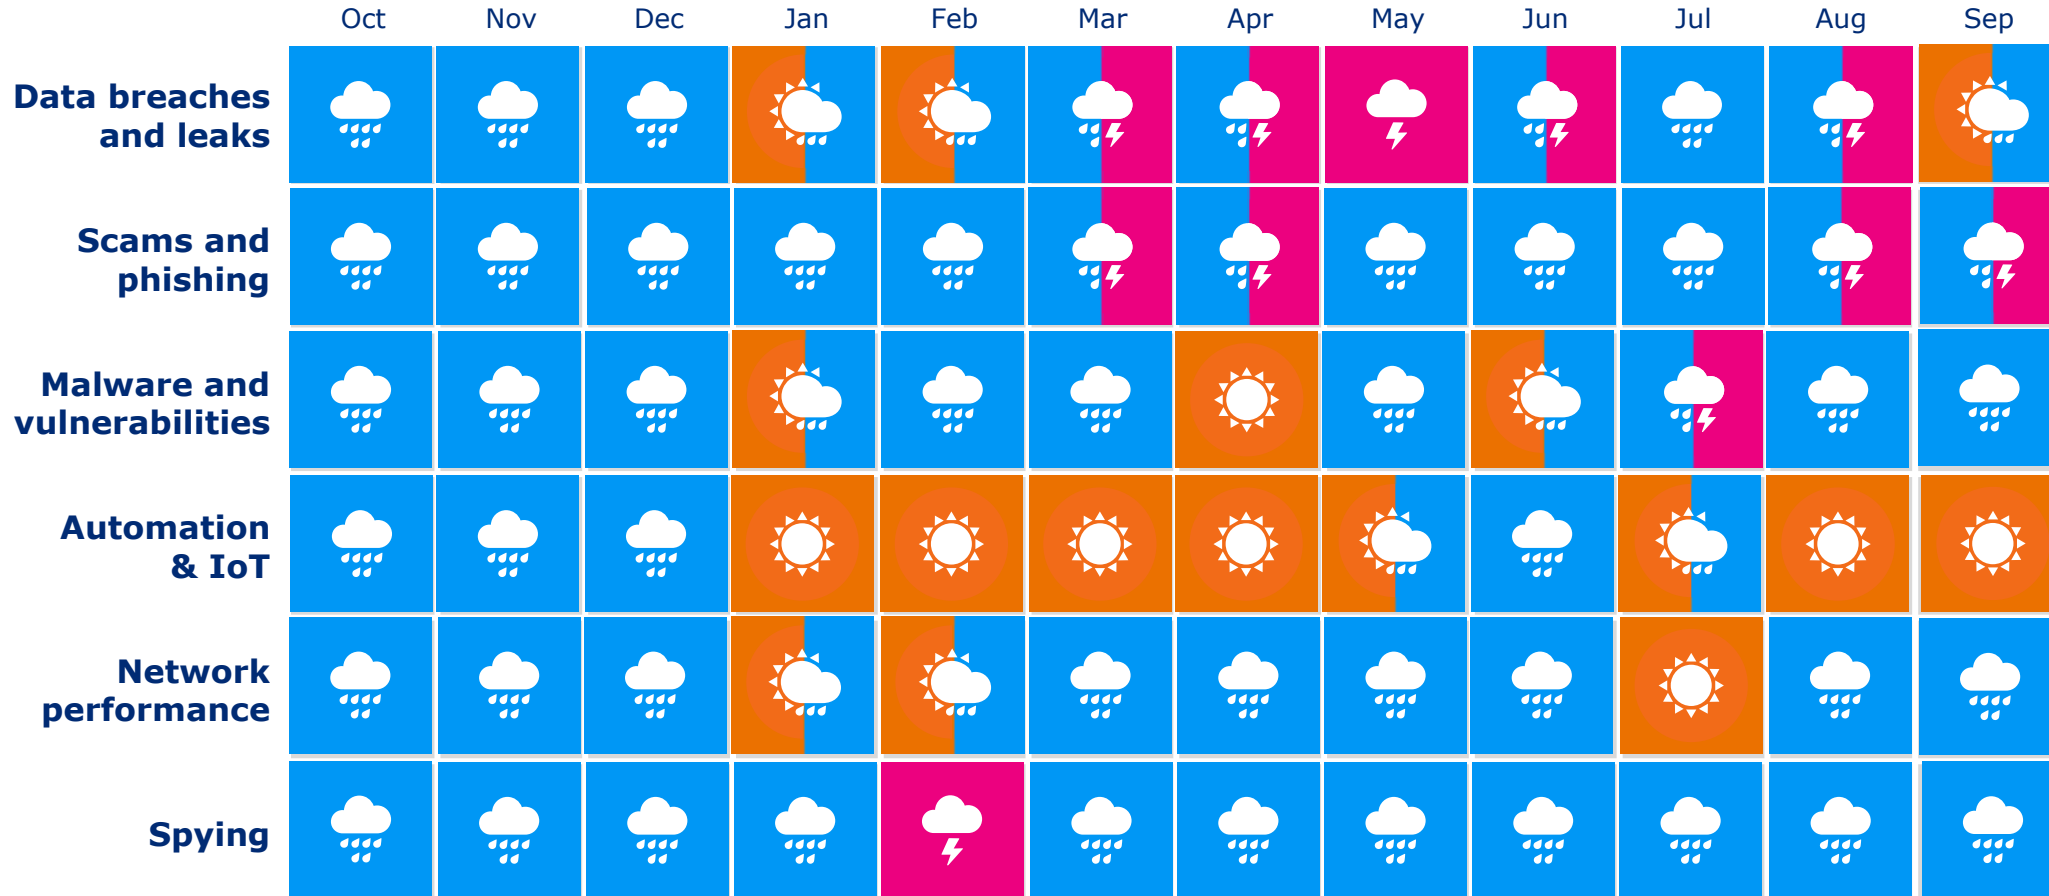 Oct Nov Dec Jan Feb Mar Apr May Jun Jul Aug Sep
Data breaches
and leaks
Scams and
phishing
Malware and
vulnerabilities
Automation
& IoT
Network
performance
Spying